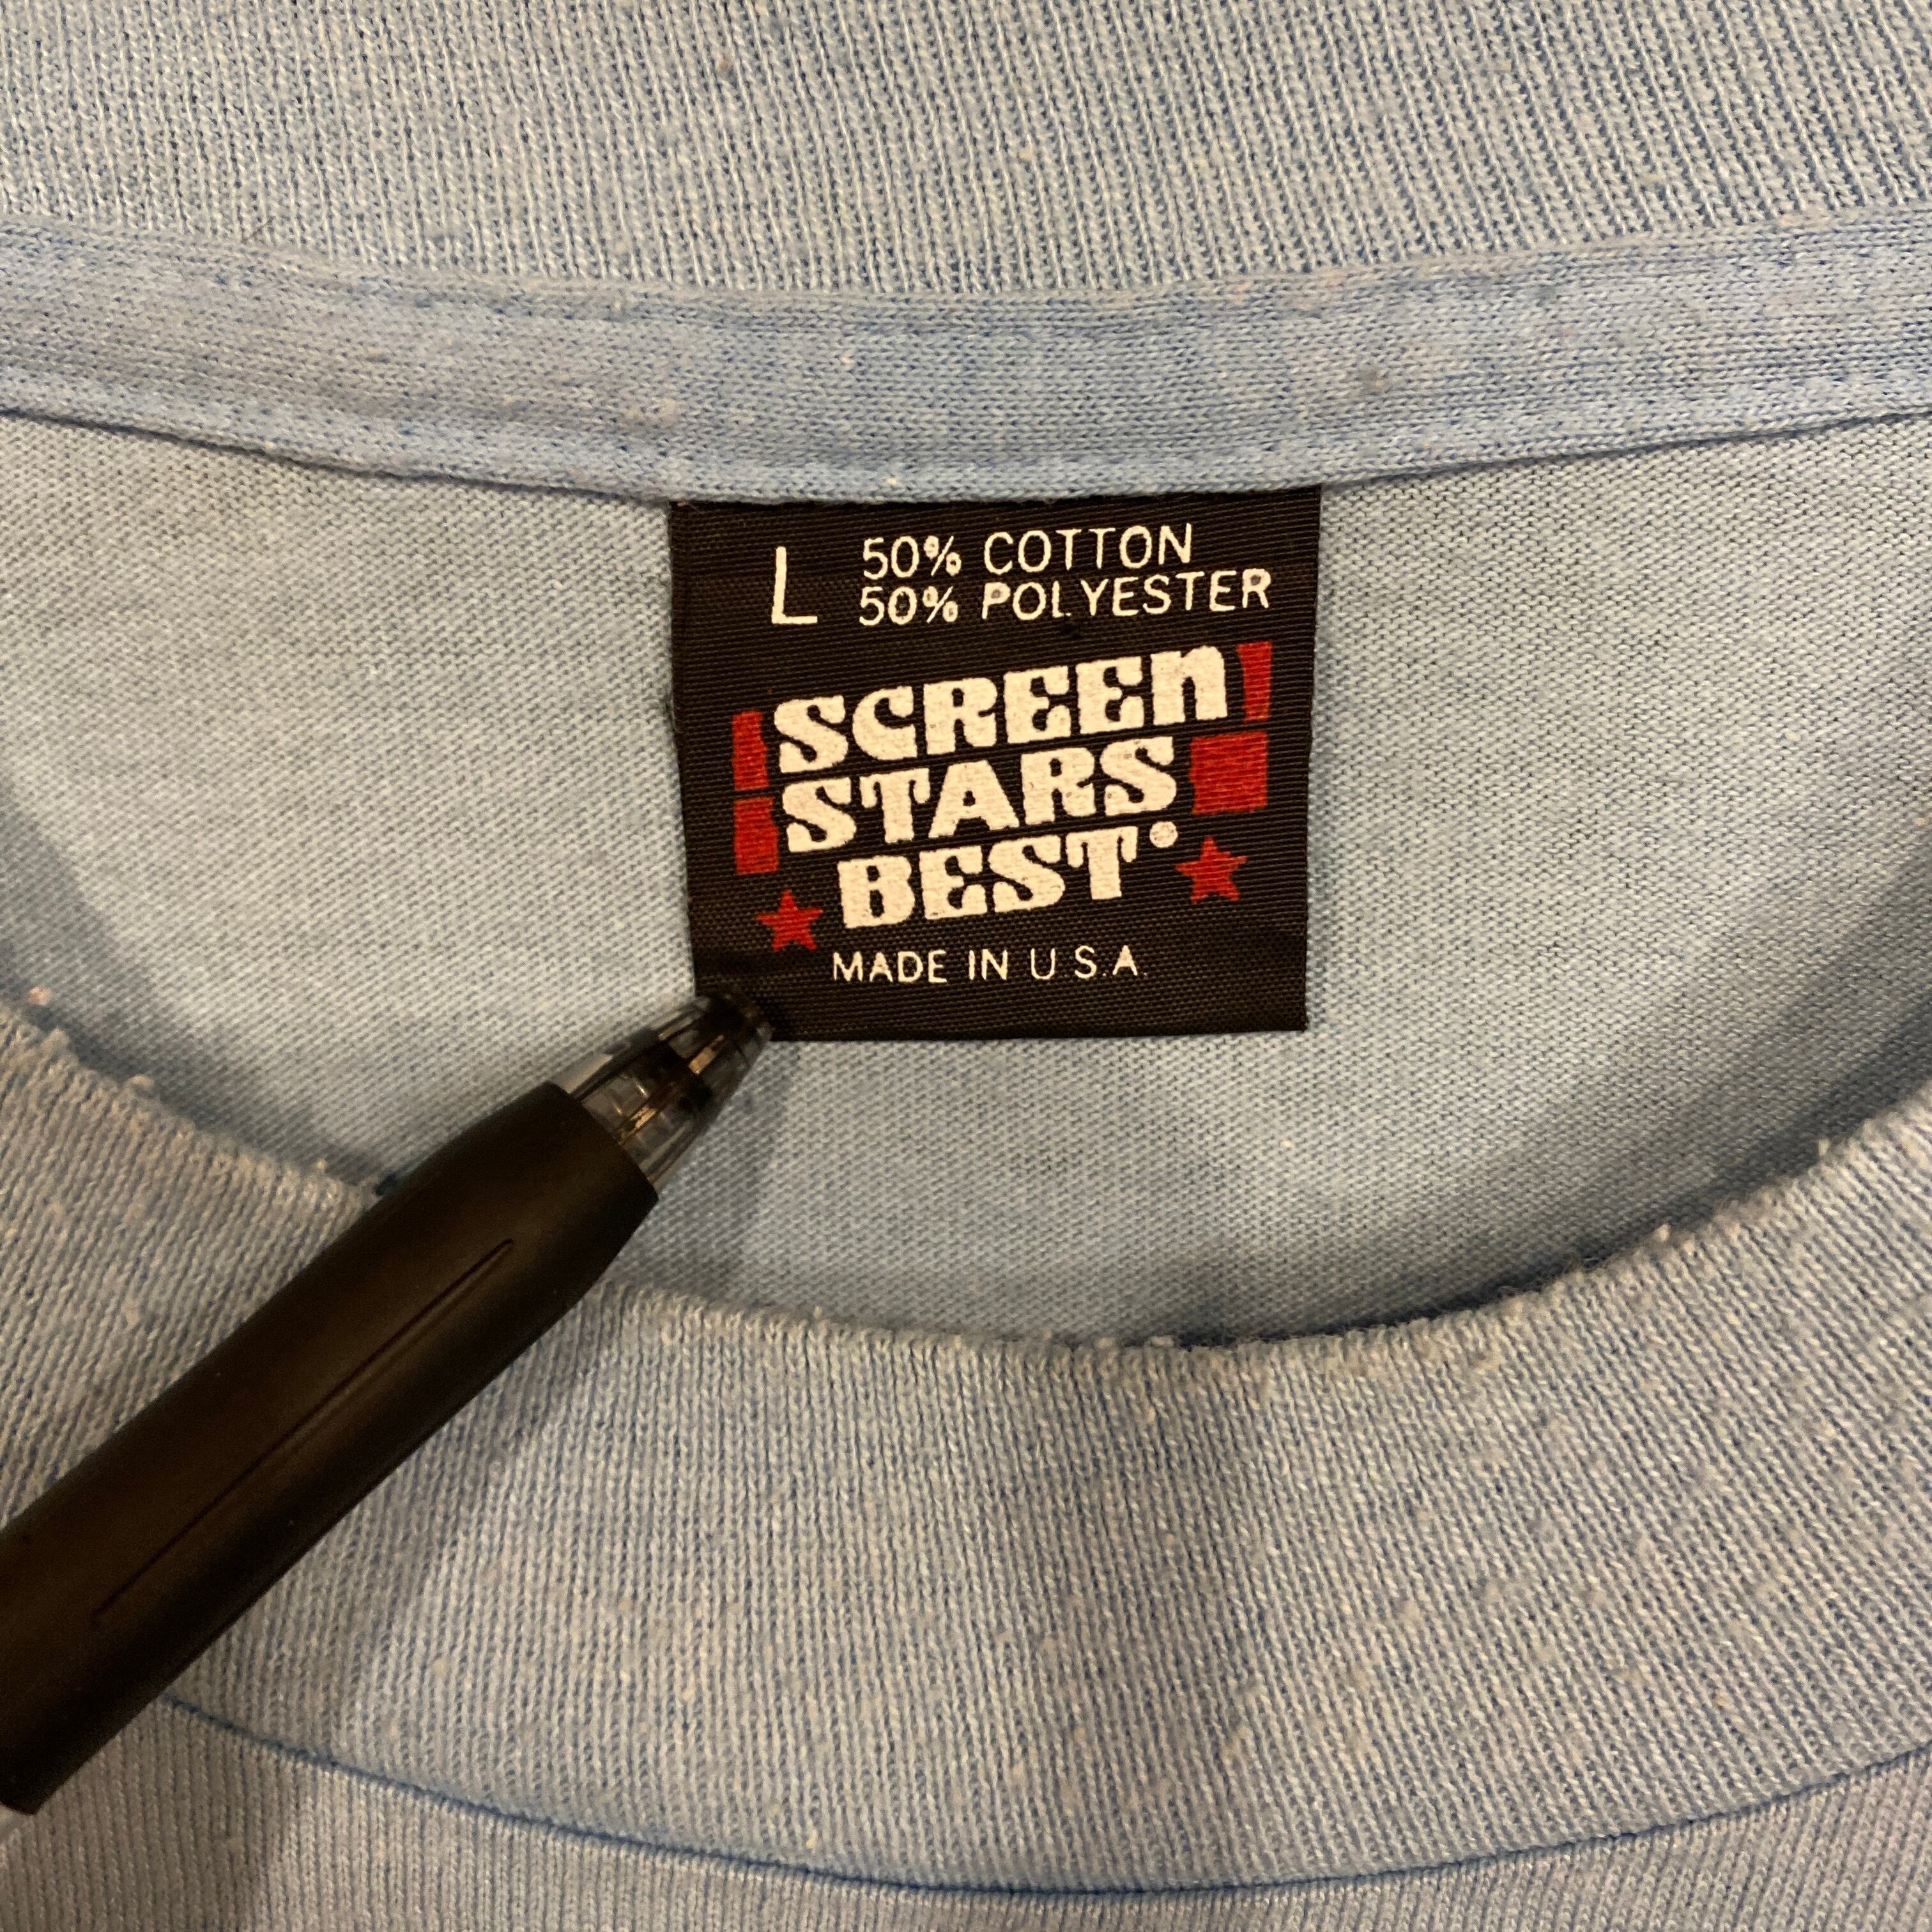 L 50% COTTON
50% POLYESTER
SCREEN
STARS
BEST
MADE IN U S A